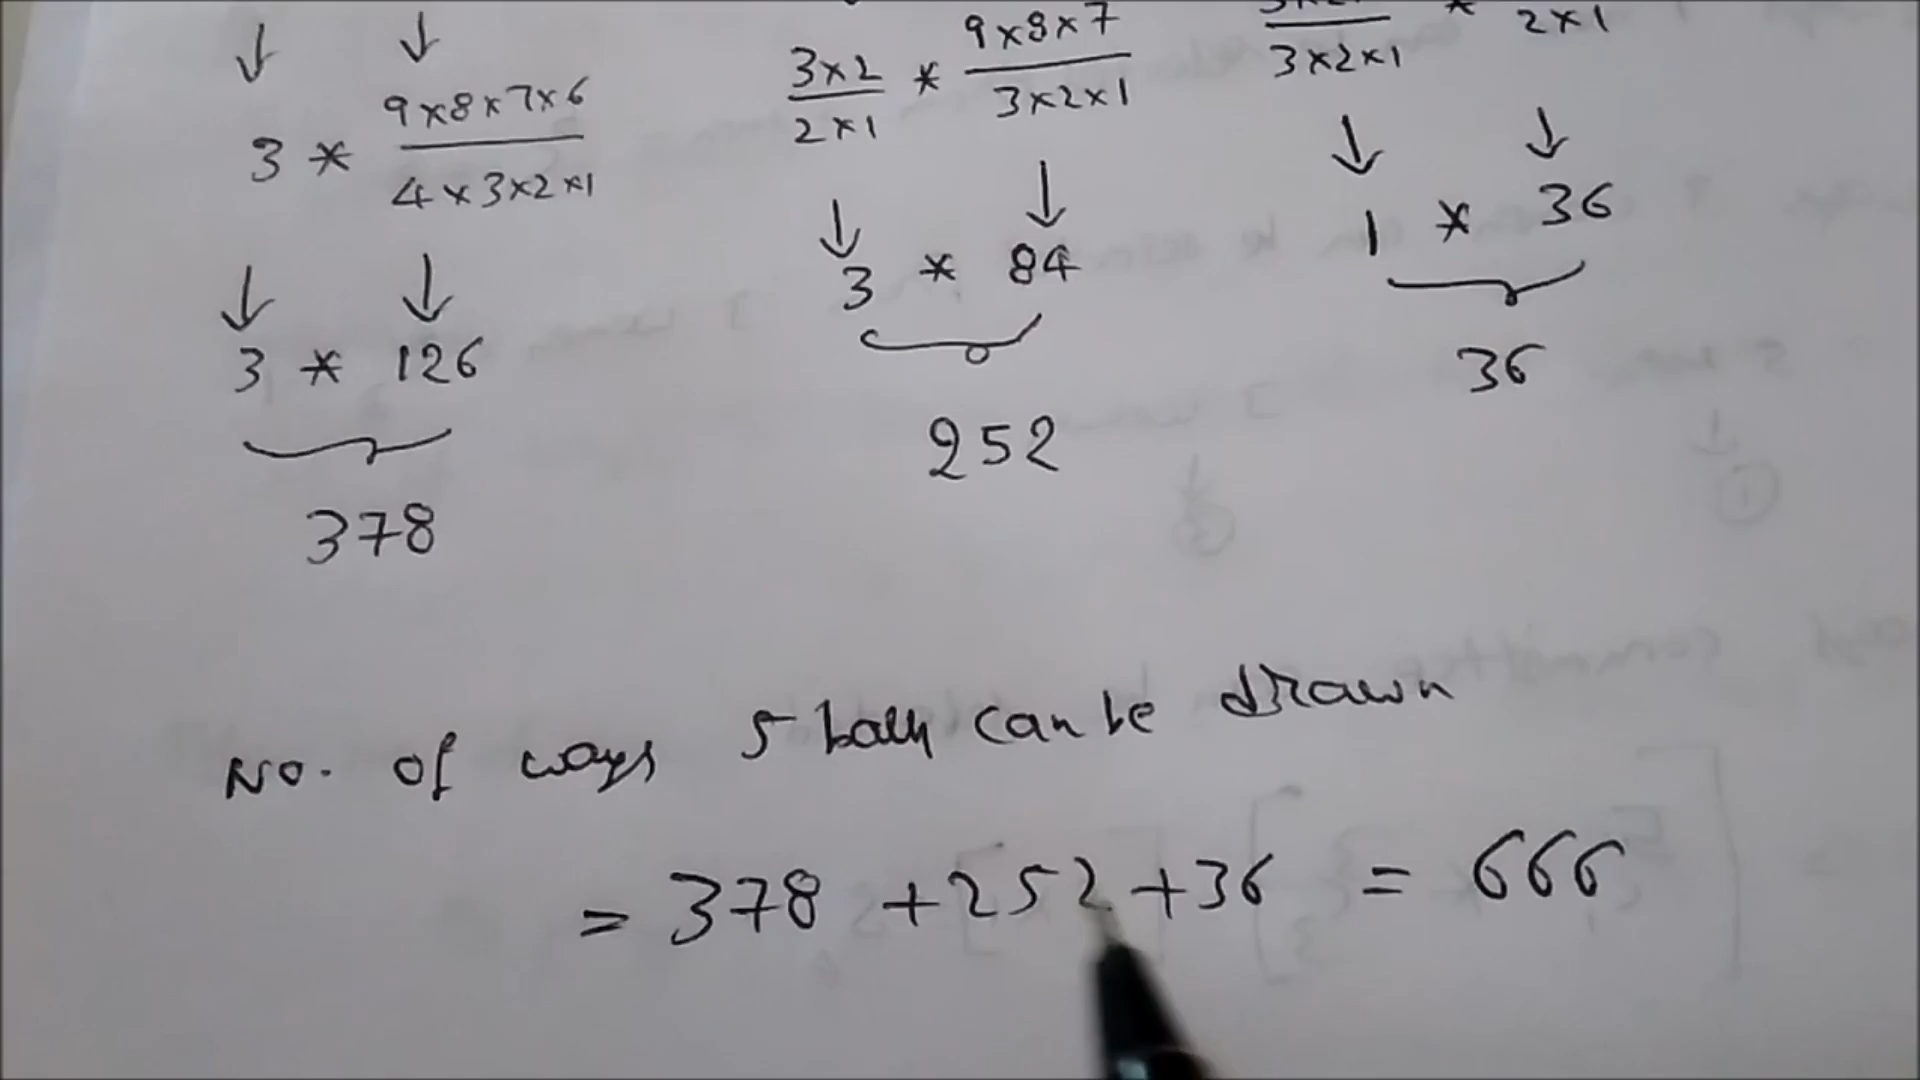 3 * 9×8×7×6 / 4×3×2×1
3 * 126
378
3×2 / 2×1 * 9×8×7 / 3×2×1
3 * 84
252
3×2×1 * 2×1
1 * 36
36
No. of ways 5 balls can be drawn
= 378 + 252 + 36 = 666